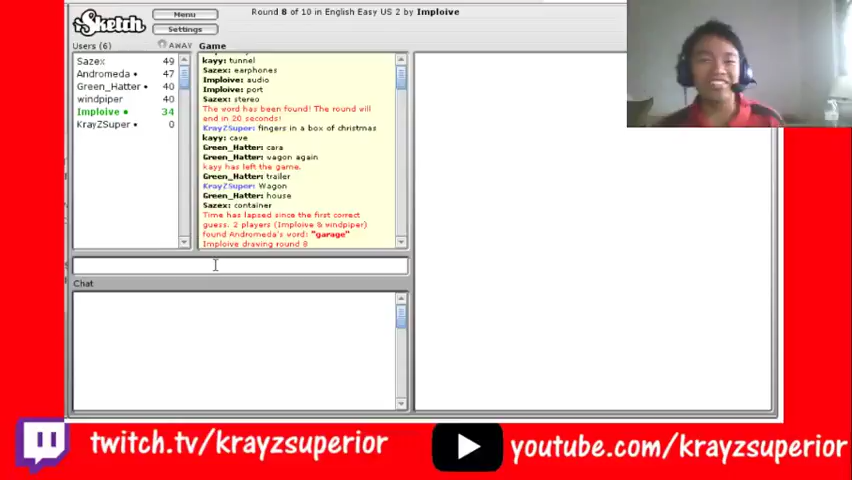 Round 8 of 10 in English Easy US 2 by Imploive
iSketch
Menu
Settings
Users (6)
AWAY
Game
Sazex 49
Andromeda • 47
Green_Hatter • 40
windpiper 40
Imploive • 34
KrayZSuper • 0
kayy: tunnel
Sazex: earphones
Imploive: audio
Imploive: port
Sazex: stereo
The word has been found! The round will
end in 20 seconds!
KrayZSuper: fingers in a box of christmas
kayy: cave
Green_Hatter: cara
Green_Hatter: wagon again
kayy has left the game.
Green_Hatter: trailer
KrayZSuper: Wagon
Green_Hatter: house
Sazex: container
Time has lapsed since the first correct
guess. 2 players (Imploive & windpiper)
found Andromeda's word: "garage"
Imploive drawing round 8
Chat
twitch.tv/krayzsuperior
youtube.com/krayzsuperior